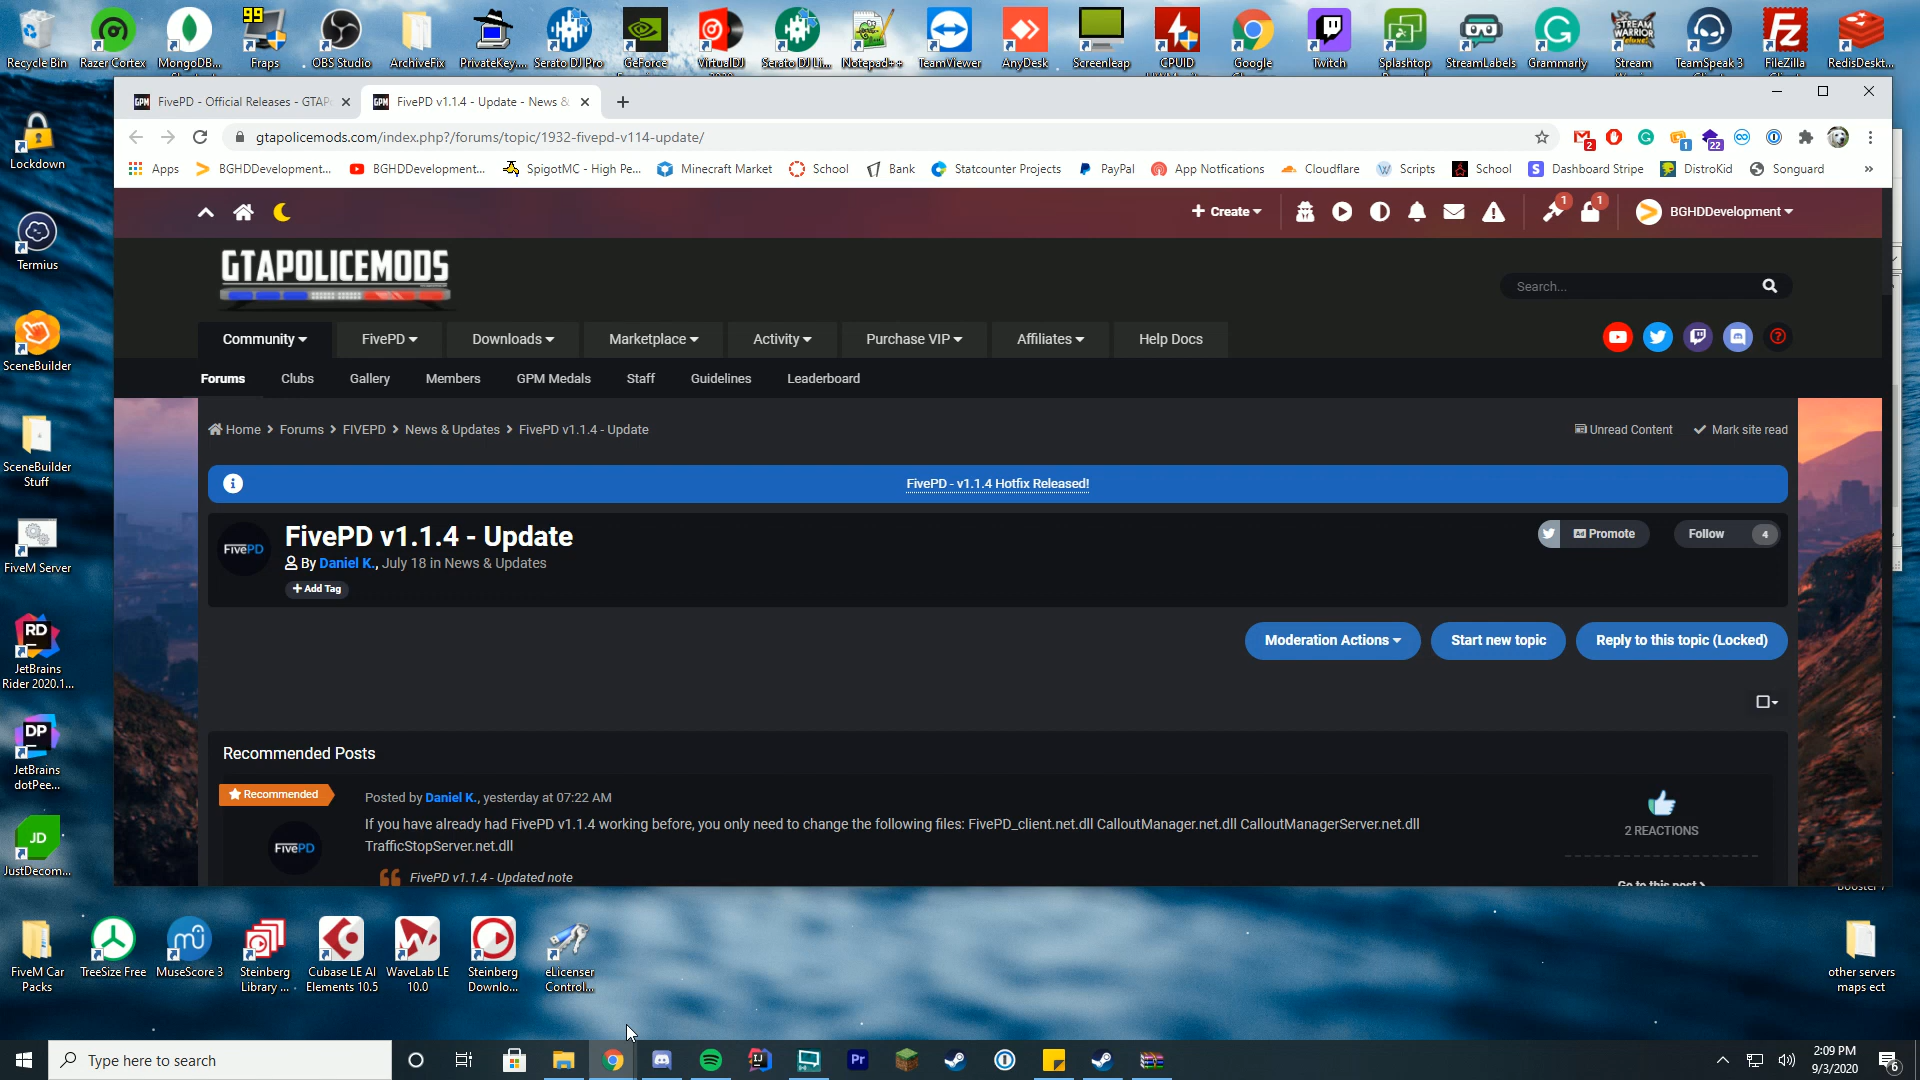 99
Recycle Bin
Razer Cortex
MongoDB...
Fraps
OBS Studio
ArchiveFix
PrivateKey....
Serato DJ Pro
GeForce
VirtualDJ
Serato DJ Li...
Notepad++
TeamViewer
AnyDesk
Screenleap
CPUID
Google
Twitch
Splashtop
StreamLabels
Grammarly
Stream
TeamSpeak 3
FileZilla
RedisDeskt...
FivePD - Official Releases - GTAP
FivePD v1.1.4 - Update - News &
gtapolicemods.com/index.php?/forums/topic/1932-fivepd-v114-update/
Apps
BGHDDevelopment...
BGHDDevelopment...
SpigotMC - High Pe...
Minecraft Market
School
Bank
Statcounter Projects
PayPal
App Notfications
Cloudflare
Scripts
School
Dashboard Stripe
DistroKid
Songuard
»
+ Create
1
1
BGHDDevelopment
GTAPOLICEMODS
Search...
Community
FivePD
Downloads
Marketplace
Activity
Purchase VIP
Affiliates
Help Docs
Forums
Clubs
Gallery
Members
GPM Medals
Staff
Guidelines
Leaderboard
Home > Forums > FIVEPD > News & Updates > FivePD v1.1.4 - Update
Unread Content
Mark site read
FivePD - v1.1.4 Hotfix Released!
FivePD
FivePD v1.1.4 - Update
By Daniel K., July 18 in News & Updates
+ Add Tag
Promote
Follow 4
Moderation Actions
Start new topic
Reply to this topic (Locked)
Recommended Posts
Recommended
Posted by Daniel K., yesterday at 07:22 AM
If you have already had FivePD v1.1.4 working before, you only need to change the following files: FivePD_client.net.dll CalloutManager.net.dll CalloutManagerServer.net.dll
TrafficStopServer.net.dll
FivePD
FivePD v1.1.4 - Updated note
2 REACTIONS
Go to this post
Lockdown
Termius
SceneBuilder
SceneBuilder
Stuff
FiveM Server
JetBrains
Rider 2020.1...
JetBrains
dotPee...
JustDecom...
FiveM Car
Packs
TreeSize Free
MuseScore 3
Steinberg
Library ...
Cubase LE AI
Elements 10.5
WaveLab LE
10.0
Steinberg
Downlo...
eLicenser
Control...
other servers
maps ect
Type here to search
2:09 PM
9/3/2020
6